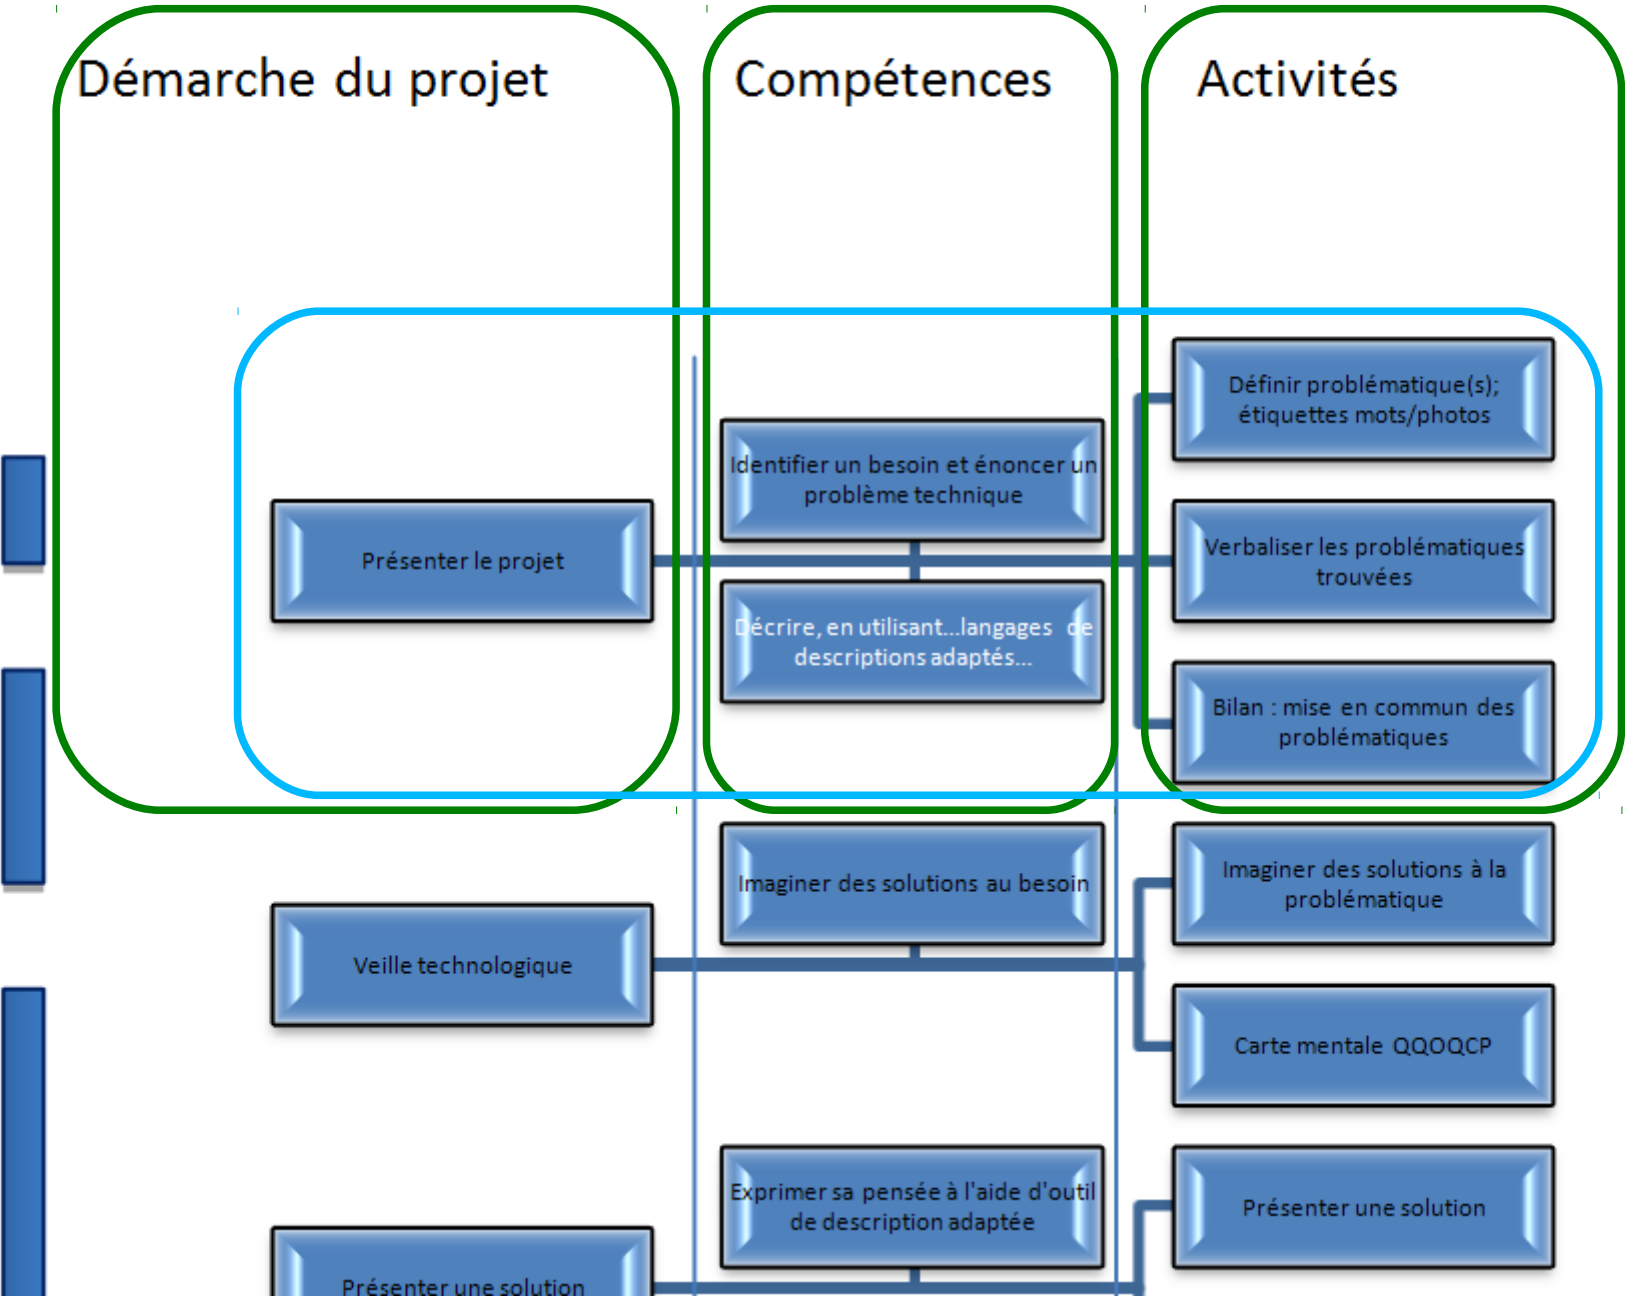 Démarche du projet
Compétences
Activités
Présenter le projet
Identifier un besoin et énoncer un
problème technique
Décrire, en utilisant...langages de
descriptions adaptés...
Définir problématique(s);
étiquettes mots/photos
Verbaliser les problématiques
trouvées
Bilan : mise en commun des
problématiques
Veille technologique
Imaginer des solutions au besoin
Imaginer des solutions à la
problématique
Carte mentale QQOQCP
Présenter une solution
Exprimer sa pensée à l'aide d'outil
de description adaptée
Présenter une solution